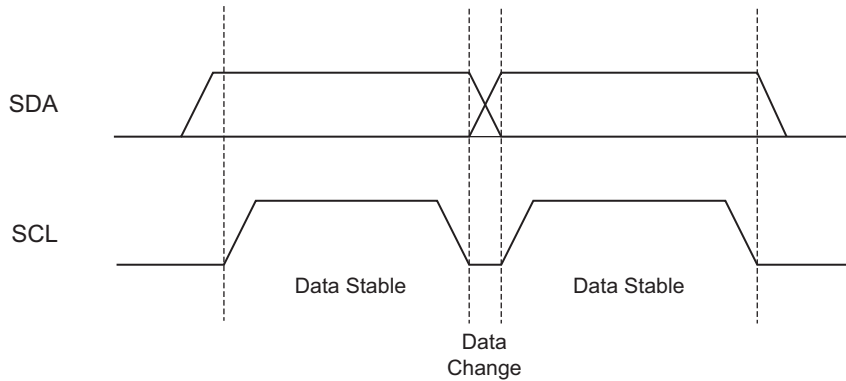 SDA
SCL
Data Stable
Data Stable
Data
Change